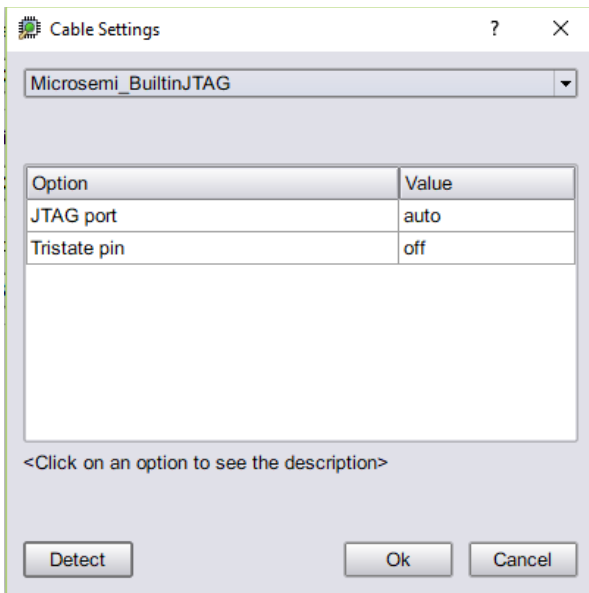 Cable Settings ?
Microsemi_BuiltinJTAG
Option Value
JTAG port auto
Tristate pin off
<Click on an option to see the description>
Detect Ok Cancel